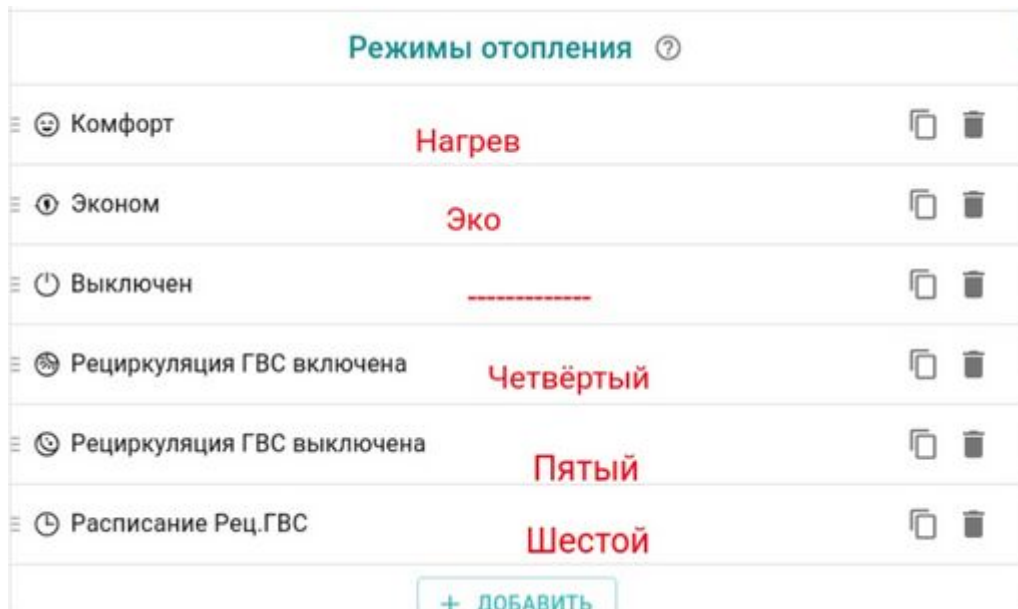 Режимы отопления ?
Комфорт
Нагрев
Эконом
Эко
Выключен
-------------
Рециркуляция ГВС включена
Четвёртый
Рециркуляция ГВС выключена
Пятый
Расписание Рец.ГВС
Шестой
+ ДОБАВИТЬ